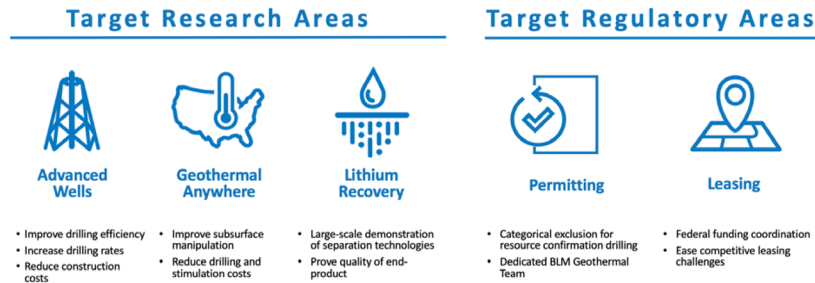 Target Research Areas
Target Regulatory Areas
Advanced
Wells
• Improve drilling efficiency
• Increase drilling rates
• Reduce construction
costs
Geothermal
Anywhere
• Improve subsurface
manipulation
• Reduce drilling and
stimulation costs
Lithium
Recovery
• Large-scale demonstration
of separation technologies
• Prove quality of end-
product
Permitting
• Categorical exclusion for
resource confirmation drilling
• Dedicated BLM Geothermal
Team
Leasing
• Federal funding coordination
• Ease competitive leasing
challenges